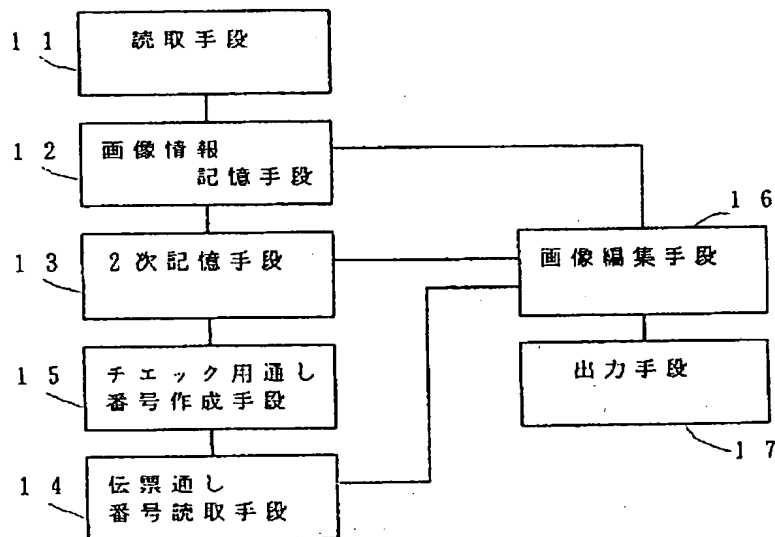 11
読取手段
12
画像情報
記憶手段
13
2次記憶手段
15
チェック用通し
番号作成手段
14
伝票通し
番号読取手段
16
画像編集手段
出力手段
17